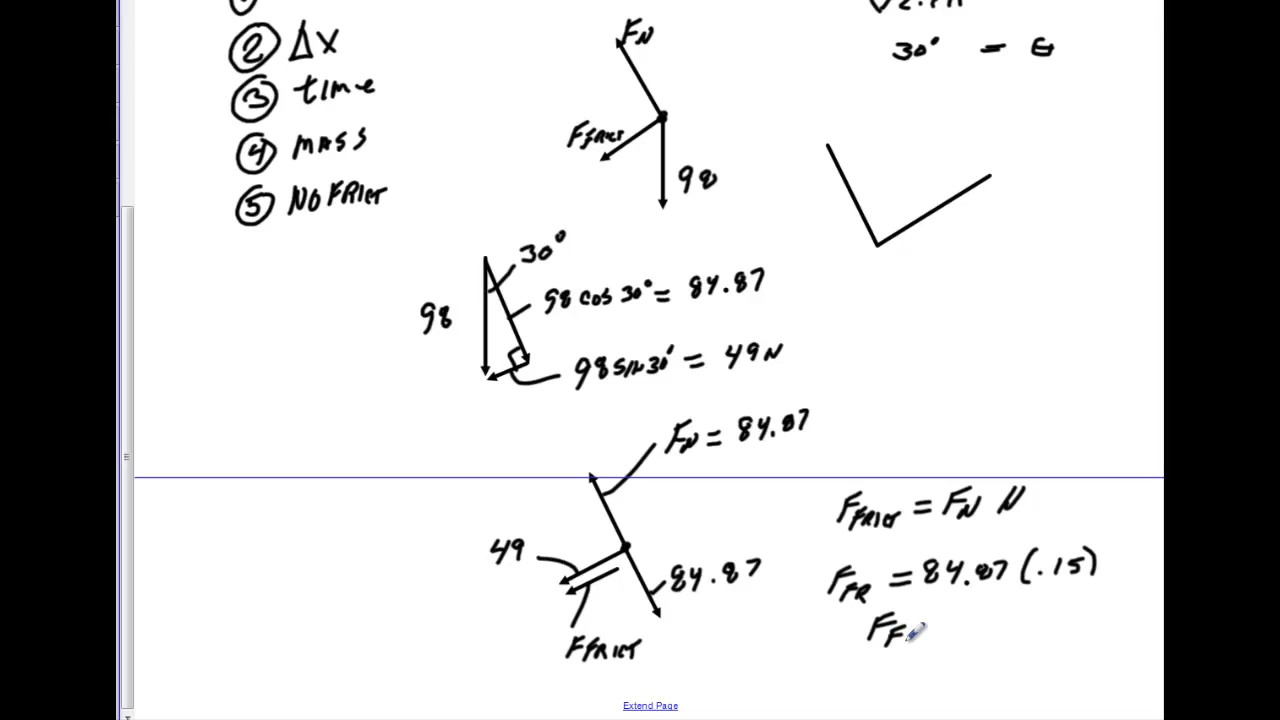 ② Δx
③ time
④ MASS
⑤ NO FRICT
FN
FFRICT
98
30° = θ
30°
98
98 cos 30° = 84.87
98 sin 30° = 49 N
FN = 84.87
49
84.87
FFRICT
FFRICT = FN N
FFR = 84.87 (.15)
FF
Extend Page